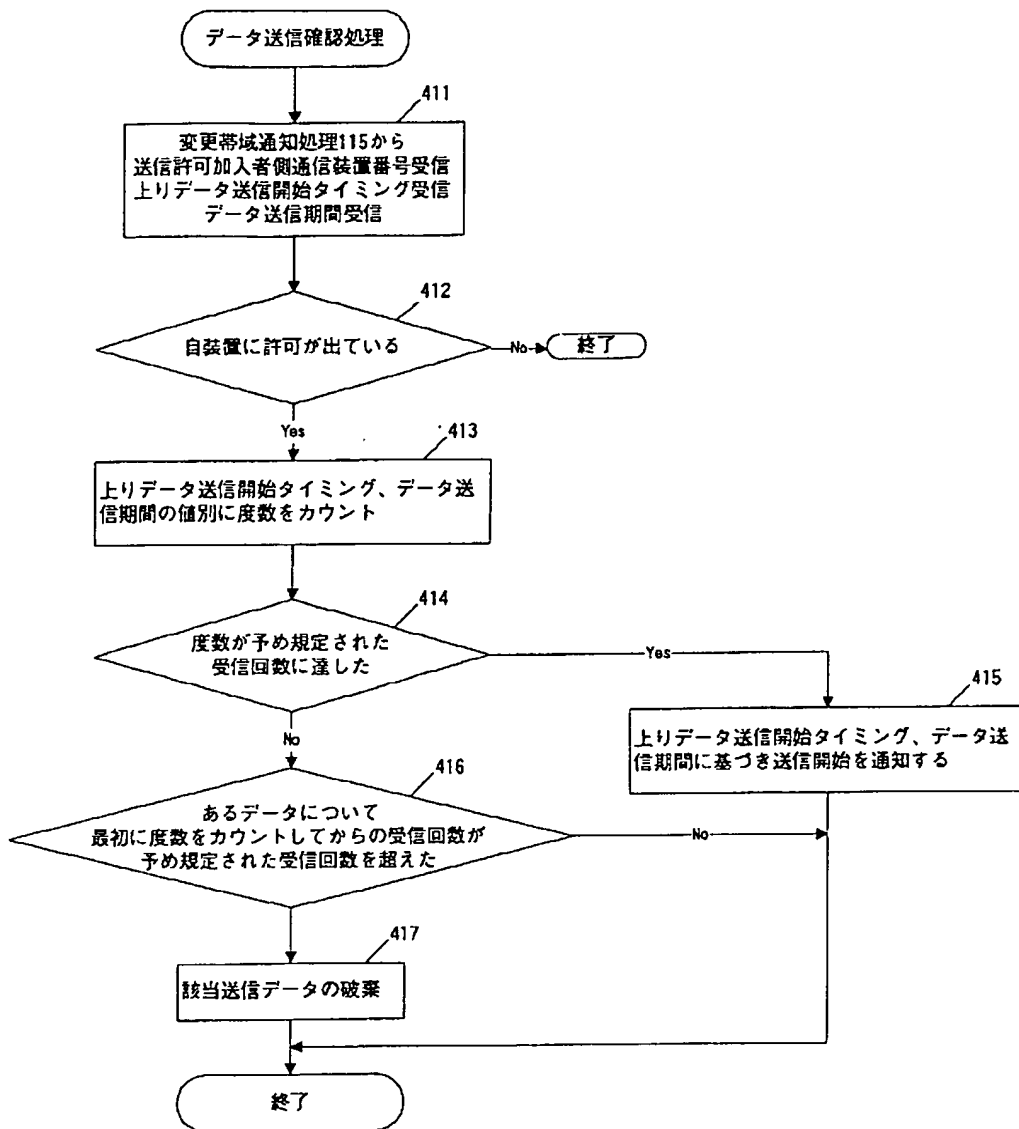 データ送信確認処理
411
変更帯域通知処理115から
送信許可加入者側通信装置番号受信
上りデータ送信開始タイミング受信
データ送信期間受信
412
自装置に許可が出ている
No
終了
Yes
413
上りデータ送信開始タイミング、データ送
信期間の値別に度数をカウント
414
度数が予め規定された
受信回数に達した
Yes
415
上りデータ送信開始タイミング、データ送
信期間に基づき送信開始を通知する
No
416
あるデータについて
最初に度数をカウントしてからの受信回数が
予め規定された受信回数を超えた
No
417
該当送信データの破棄
終了